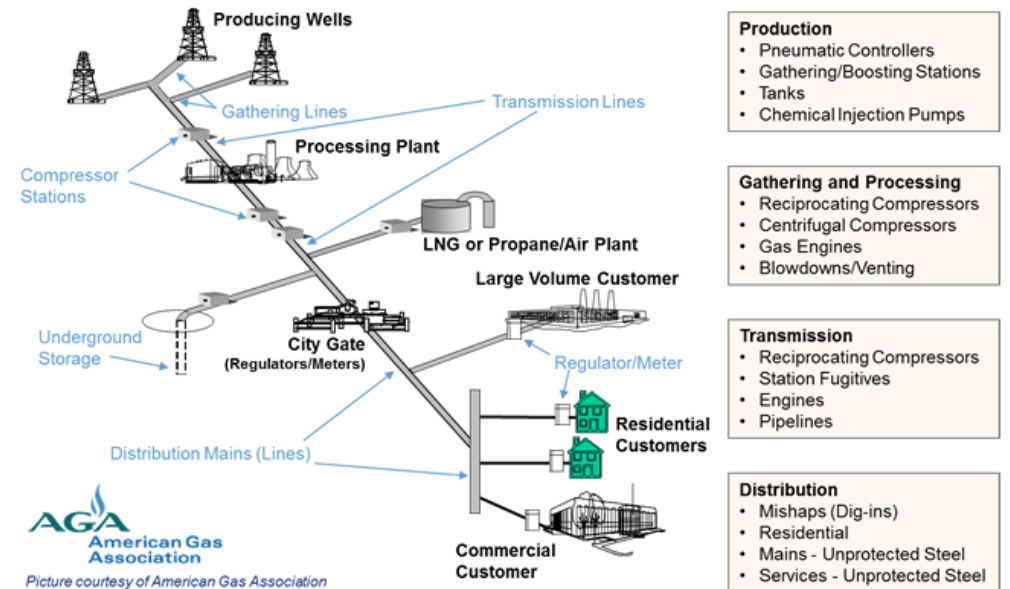 Producing Wells
Gathering Lines
Transmission Lines
Processing Plant
Compressor
Stations
LNG or Propane/Air Plant
Large Volume Customer
Underground
Storage
City Gate
(Regulators/Meters)
Regulator/Meter
Residential
Customers
Distribution Mains (Lines)
Commercial
Customer
AGA
American Gas
Association
Picture courtesy of American Gas Association
Production
• Pneumatic Controllers
• Gathering/Boosting Stations
• Tanks
• Chemical Injection Pumps
Gathering and Processing
• Reciprocating Compressors
• Centrifugal Compressors
• Gas Engines
• Blowdowns/Venting
Transmission
• Reciprocating Compressors
• Station Fugitives
• Engines
• Pipelines
Distribution
• Mishaps (Dig-ins)
• Residential
• Mains - Unprotected Steel
• Services - Unprotected Steel